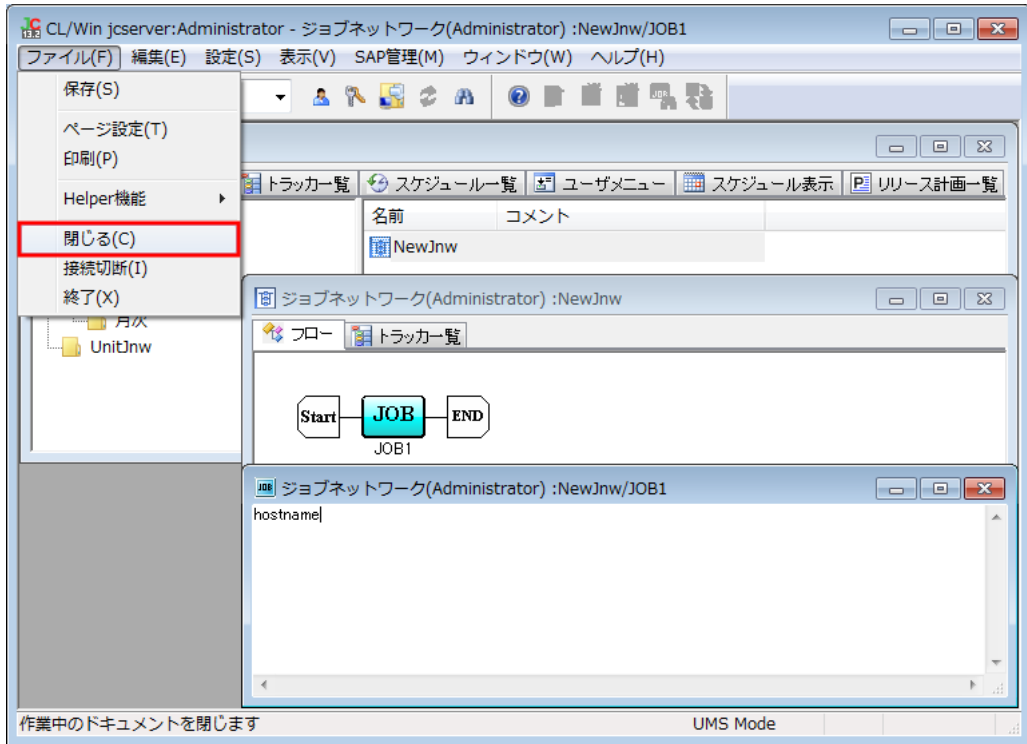 CL/Win jcserver:Administrator - ジョブネットワーク(Administrator) :NewJnw/JOB1
ファイル(F) 編集(E) 設定(S) 表示(V) SAP管理(M) ウィンドウ(W) ヘルプ(H)
保存(S)
ページ設定(T)
印刷(P)
Helper機能
閉じる(C)
接続切断(I)
終了(X)
トラッカ一覧 スケジュール一覧 ユーザメニュー スケジュール表示 リリース計画一覧
名前 コメント
NewJnw
月次
UnitJnw
ジョブネットワーク(Administrator) :NewJnw
フロー トラッカ一覧
Start JOB END
JOB1
JOB ジョブネットワーク(Administrator) :NewJnw/JOB1
hostname
作業中のドキュメントを閉じます UMS Mode